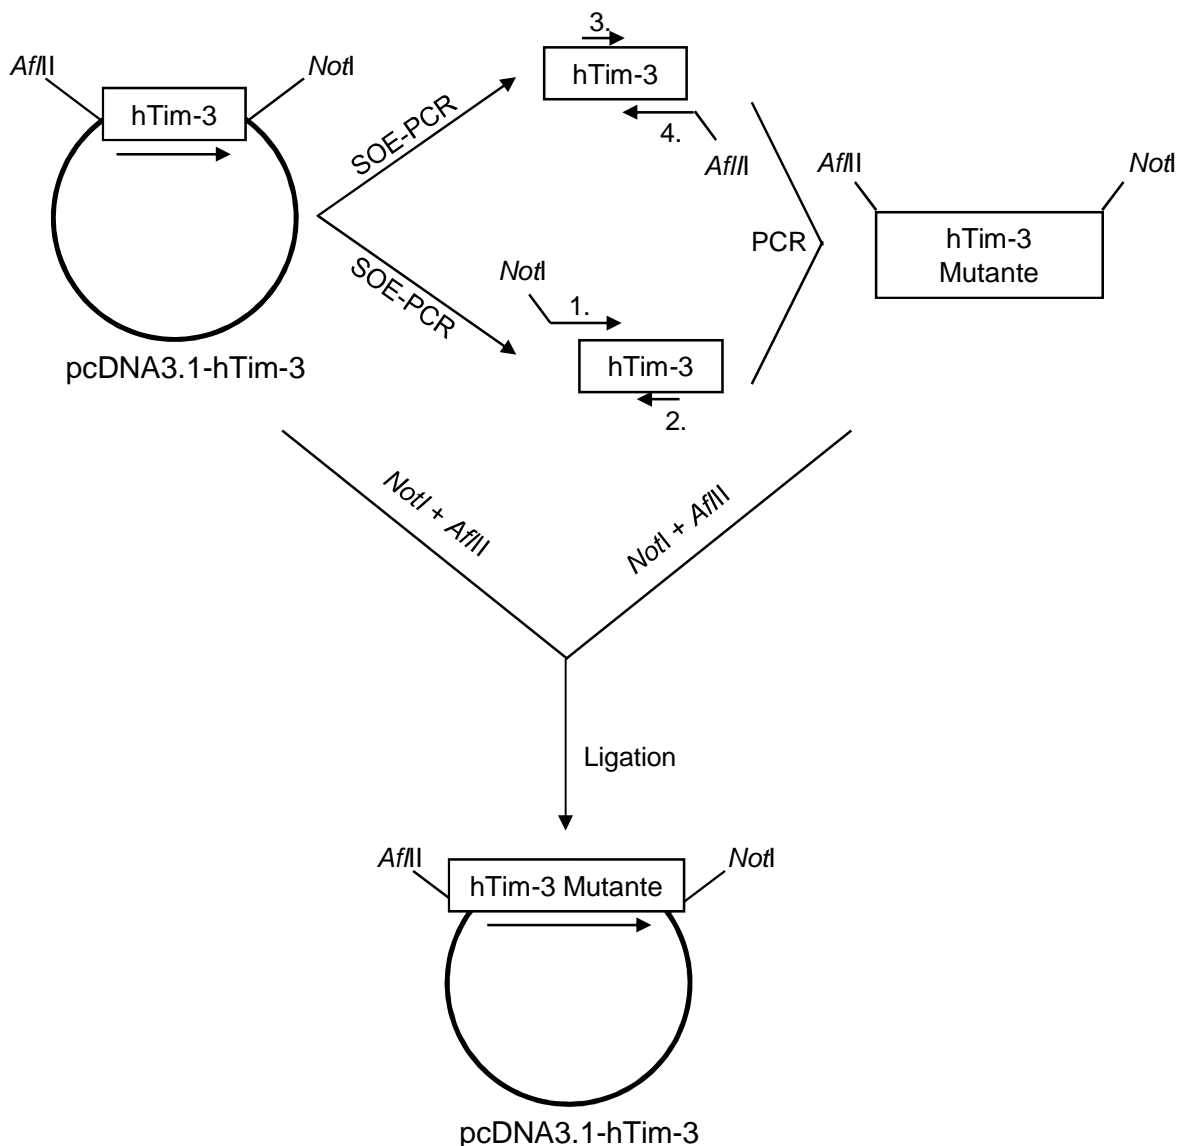 AflII
NotI
hTim-3
pcDNA3.1-hTim-3
SOE-PCR
SOE-PCR
3.
hTim-3
4.
AflII
NotI
1.
hTim-3
2.
PCR
AflII
NotI
hTim-3
Mutante
NotI + AflII
NotI + AflII
Ligation
AflII
NotI
hTim-3 Mutante
pcDNA3.1-hTim-3